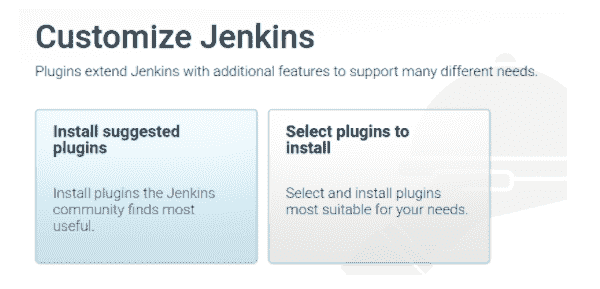 Customize Jenkins
Plugins extend Jenkins with additional features to support many different needs.
Install suggested
plugins
Install plugins the Jenkins
community finds most
useful.
Select plugins to
install
Select and install plugins
most suitable for your needs.